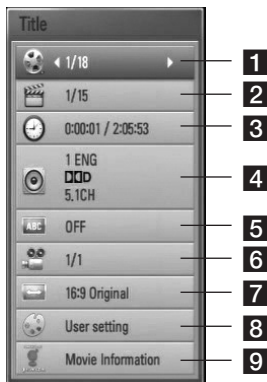 Title
1/18
1
1/15
2
0:00:01 / 2:05:53
3
1 ENG
DD D
5.1CH
4
ABC
OFF
5
1/1
6
16:9 Original
7
User setting
8
Movie Information
9